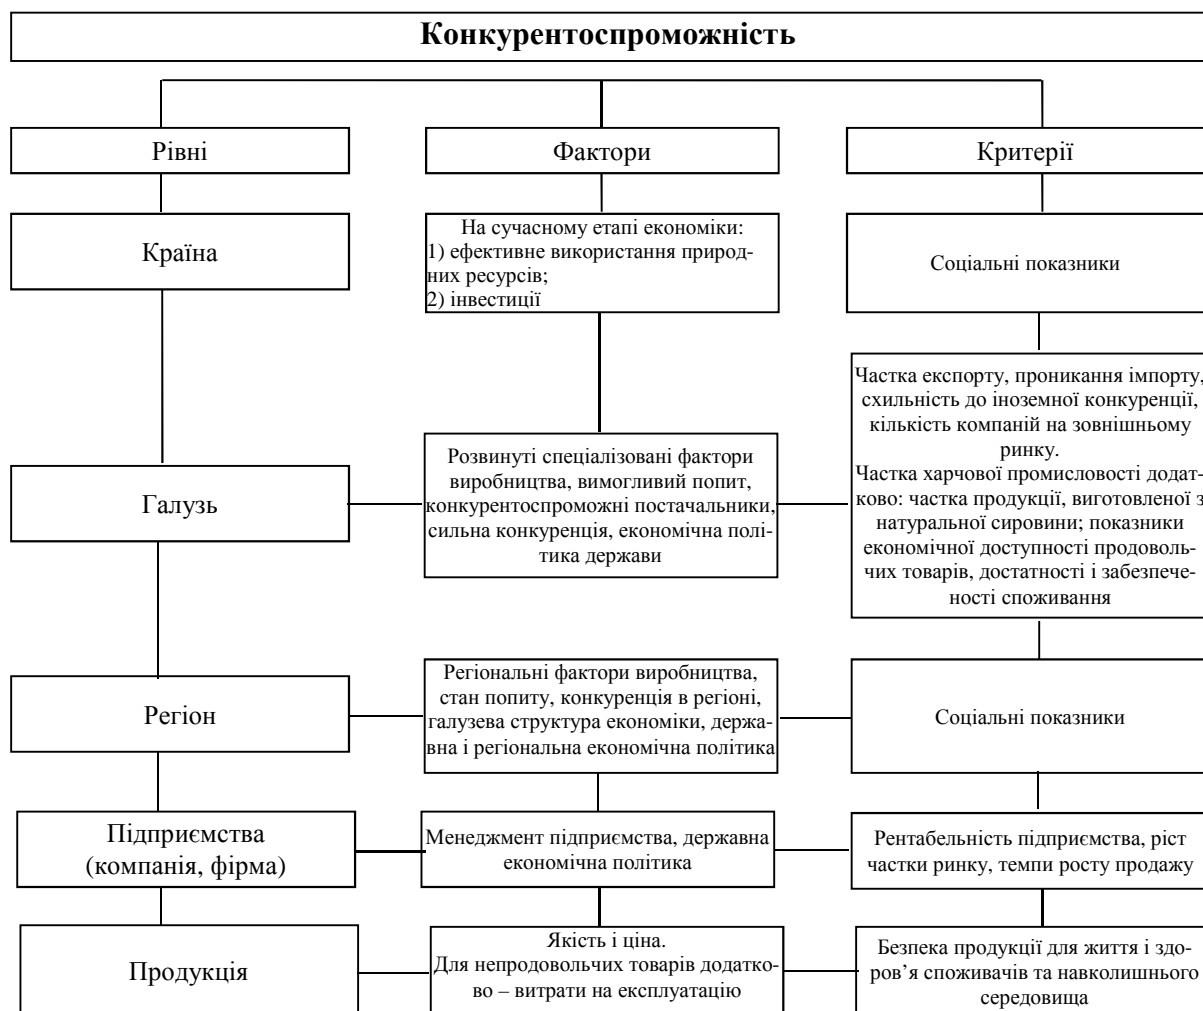 Конкурентоспроможність
Рівні
Фактори
Критерії
Країна
На сучасному етапі економіки:
1) ефективне використання природ-
них ресурсів;
2) інвестиції
Соціальні показники
Галузь
Розвинуті спеціалізовані фактори
виробництва, вимогливий попит,
конкурентоспроможні постачальники,
сильна конкуренція, економічна полі-
тика держави
Частка експорту, проникання імпорту,
схильність до іноземної конкуренції,
кількість компаній на зовнішньому
ринку.
Частка харчової промисловості додат-
ково: частка продукції, виготовленої з
натуральної сировини; показники
економічної доступності продоволь-
чих товарів, достатності і забезпече-
ності споживання
Регіон
Регіональні фактори виробництва,
стан попиту, конкуренція в регіоні,
галузева структура економіки, держав-
на і регіональна економічна політика
Соціальні показники
Підприємства
(компанія, фірма)
Менеджмент підприємства, державна
економічна політика
Рентабельність підприємства, ріст
частки ринку, темпи росту продажу
Продукція
Якість і ціна.
Для непродовольчих товарів додатко-
во – витрати на експлуатацію
Безпека продукції для життя і здо-
ров’я споживачів та навколишнього
середовища